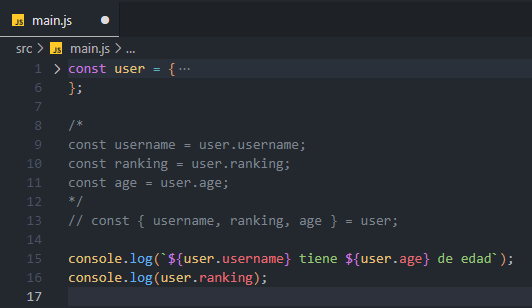 JS main.js
src > JS main.js > ...
1 const user = {...
6 };
7
8 /*
9 const username = user.username;
10 const ranking = user.ranking;
11 const age = user.age;
12 */
13 // const { username, ranking, age } = user;
14
15 console.log(`${user.username} tiene ${user.age} de edad`);
16 console.log(user.ranking);
17